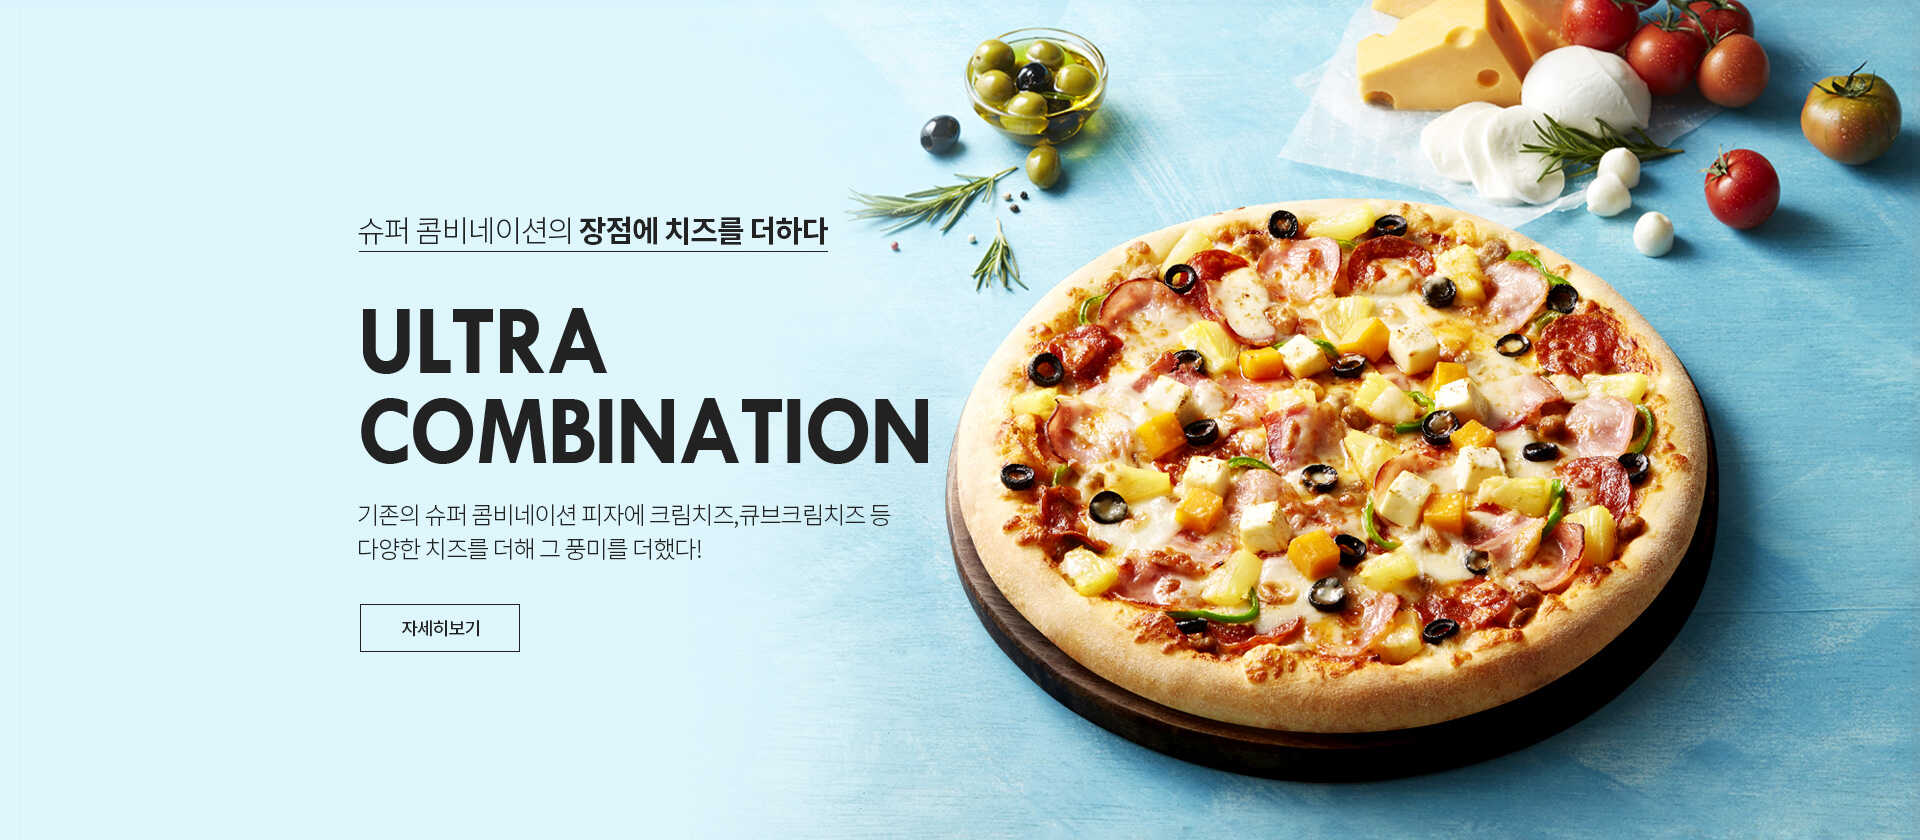 슈퍼 콤비네이션의 장점에 치즈를 더하다
ULTRA
COMBINATION
기존의 슈퍼 콤비네이션 피자에 크림치즈,큐브크림치즈 등
다양한 치즈를 더해 그 풍미를 더했다!
자세히보기